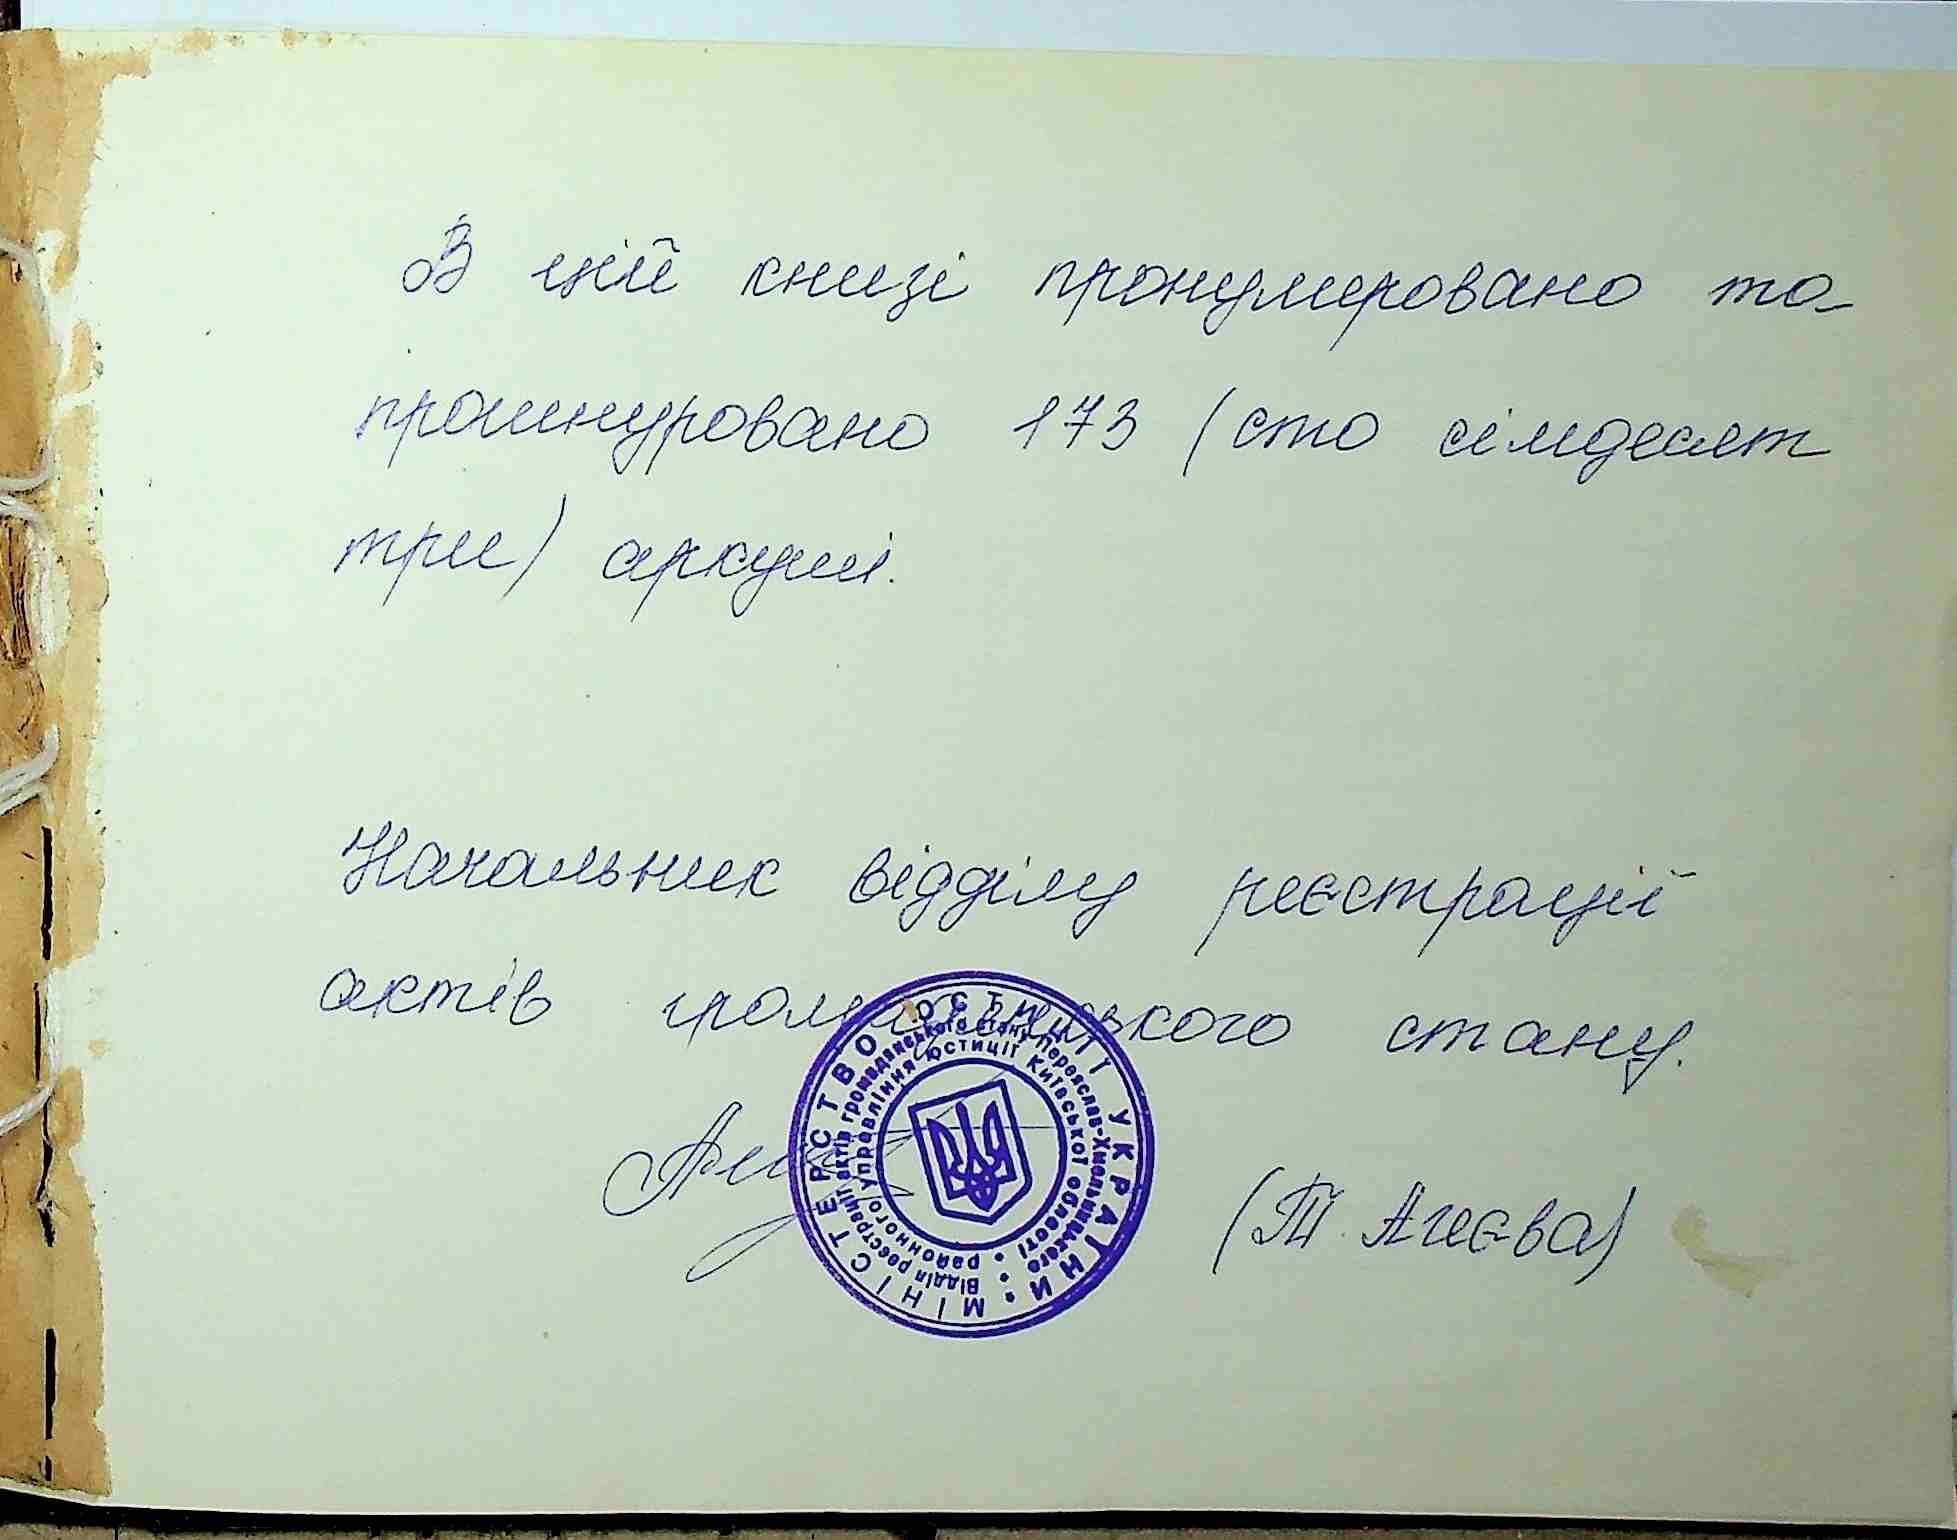 В цій книзі пронумеровано та
прошнуровано 173 (сто сімдесят
три) аркуші.
Начальник відділу реєстрації
актів громадянського стану.
(Т. Агеєва)
МІНІСТЕРСТВО ЮСТИЦІЇ УКРАЇНИ
Відділ реєстрації актів громадянського стану Переяслав-Хмельницького
районного управління юстиції Київської області